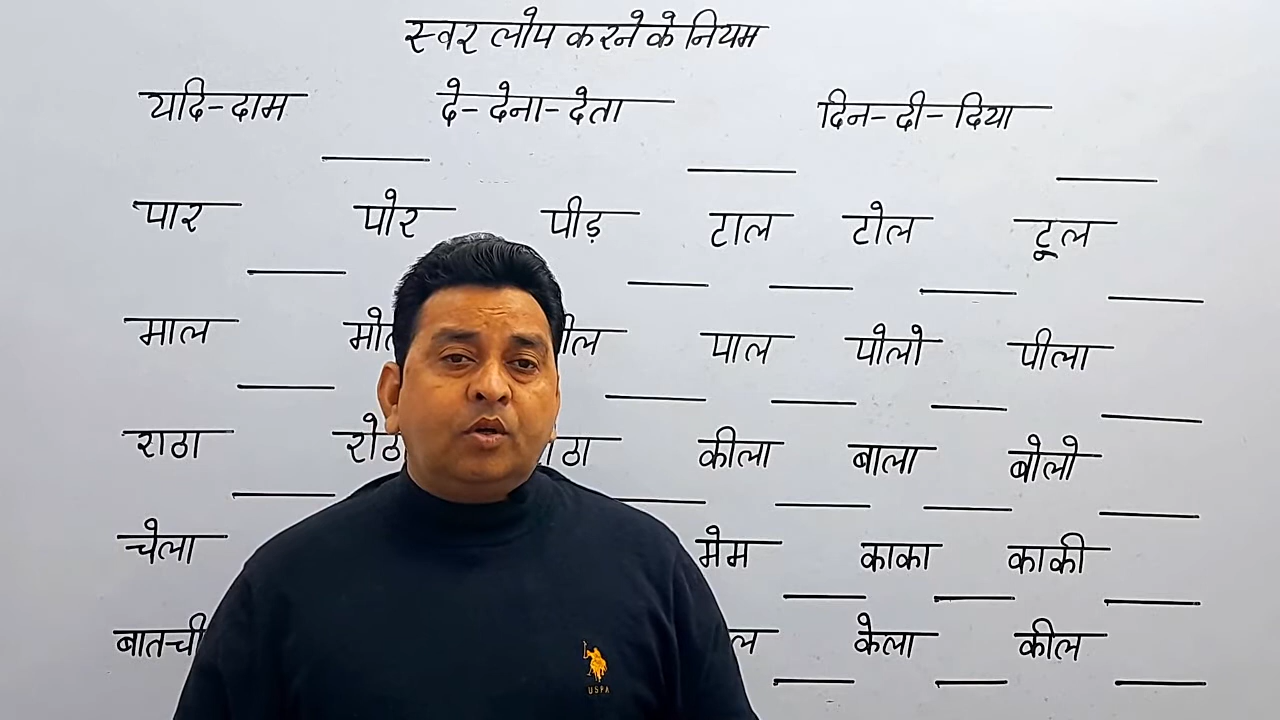 स्वर लोप करने के नियम
यदि-दाम दे-देना-देता दिन-दी-दिया
पार पोर पीड़ टाल टोल टूल
माल पाल पोलो पीला
राठा कीला बाला बोलो
चेला मेम काका काकी
केला कील
USPA